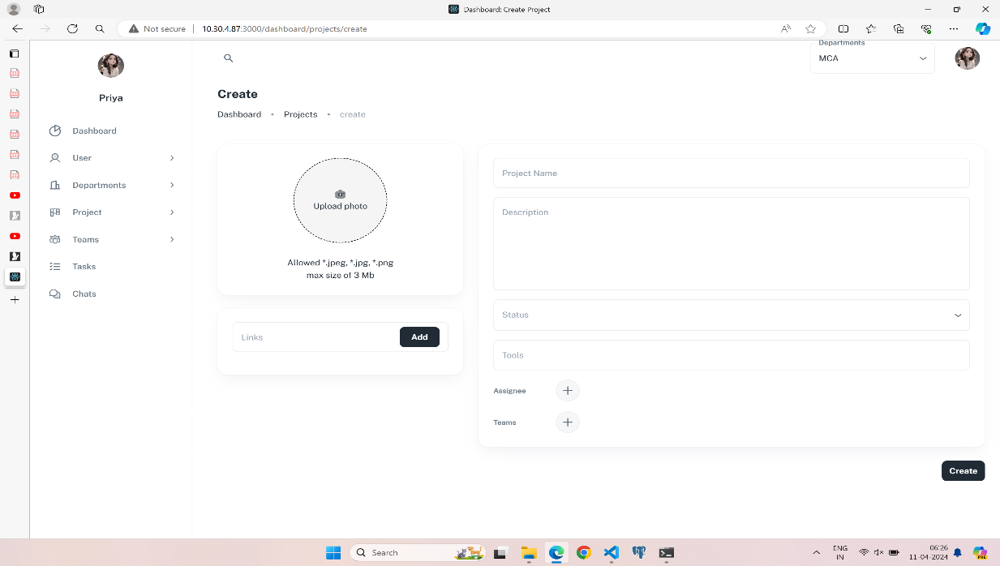 Dashboard: Create Project
Not secure
10.30.4.87:3000/dashboard/projects/create
Priya
Dashboard
User
Departments
Project
Teams
Tasks
Chats
Departments
MCA
Create
Dashboard • Projects • create
Upload photo
Allowed *.jpeg, *.jpg, *.png
max size of 3 Mb
Links
Add
Project Name
Description
Status
Tools
Assignee
Teams
Create
Search
ENG
IN
06:26
11-04-2024
PRE